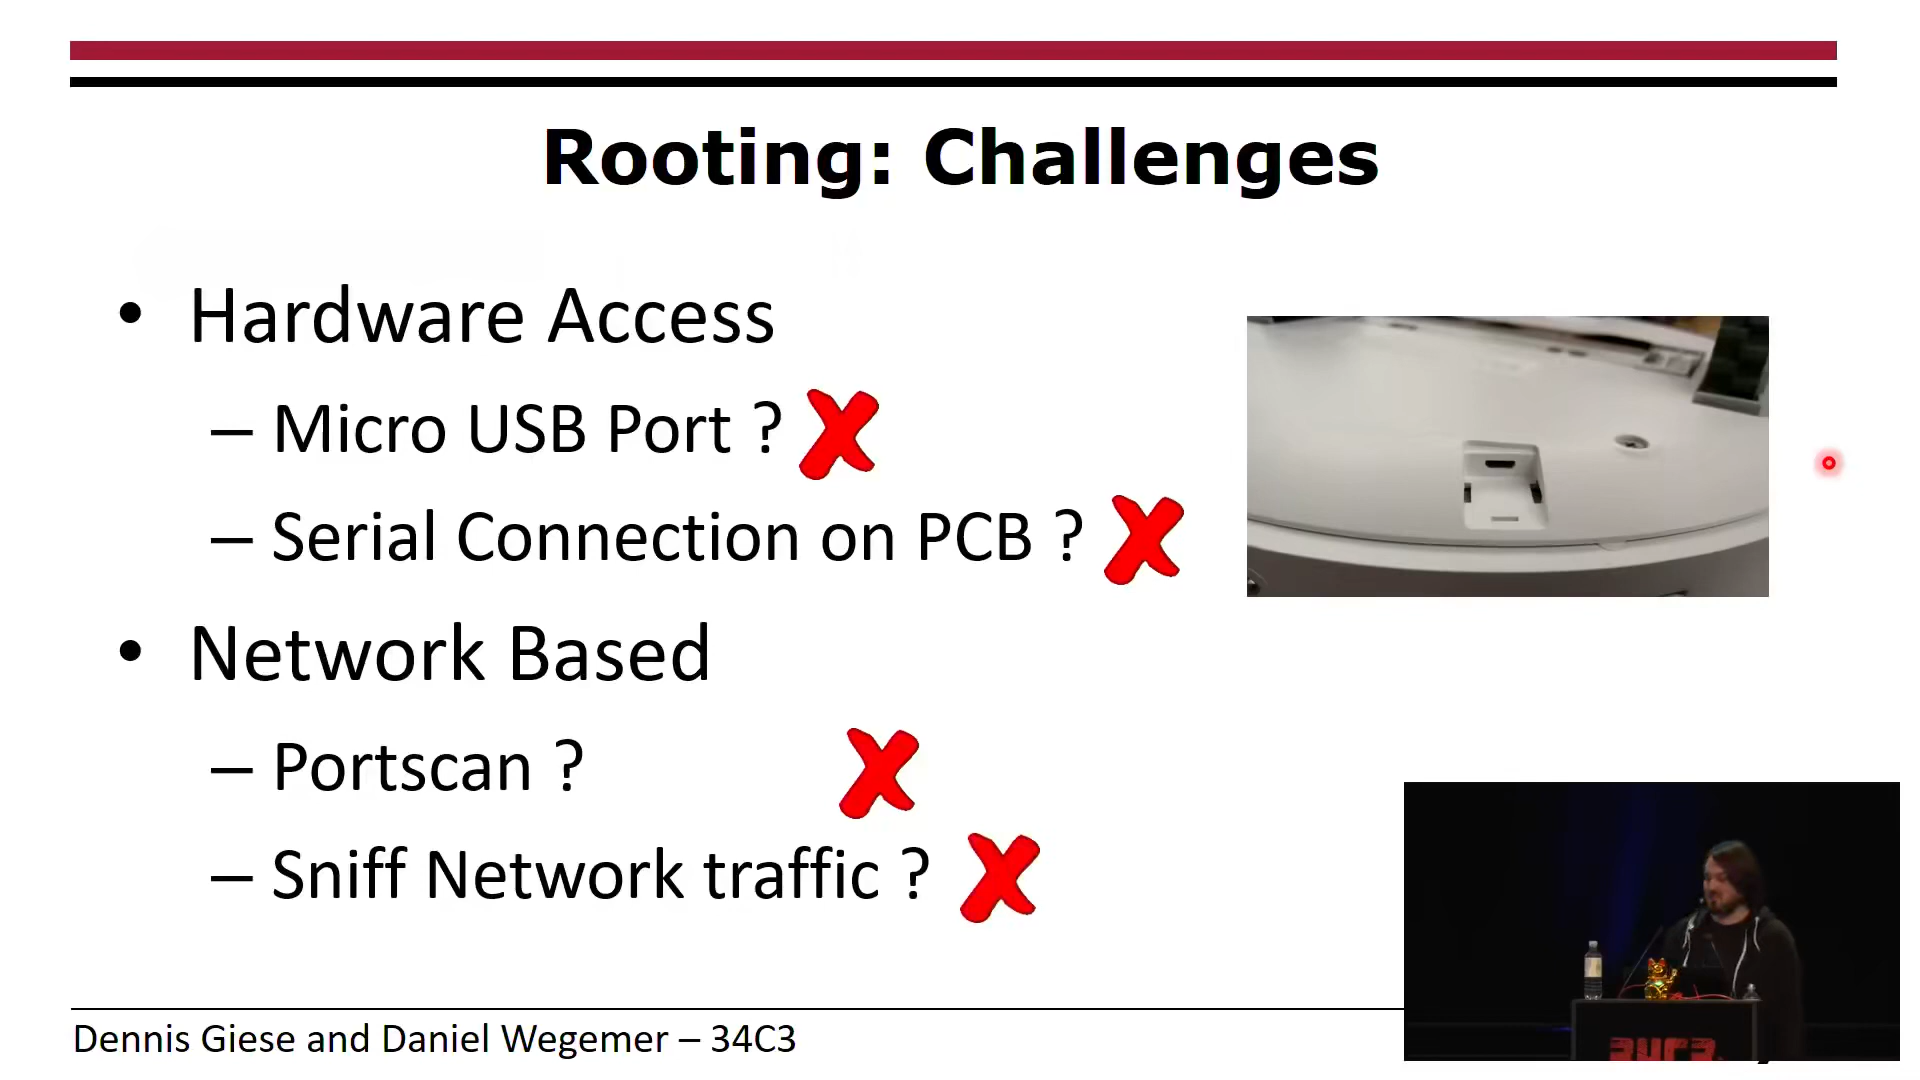 Rooting: Challenges
• Hardware Access
– Micro USB Port ?
– Serial Connection on PCB ?
• Network Based
– Portscan ?
– Sniff Network traffic ?
Dennis Giese and Daniel Wegemer – 34C3
34C3